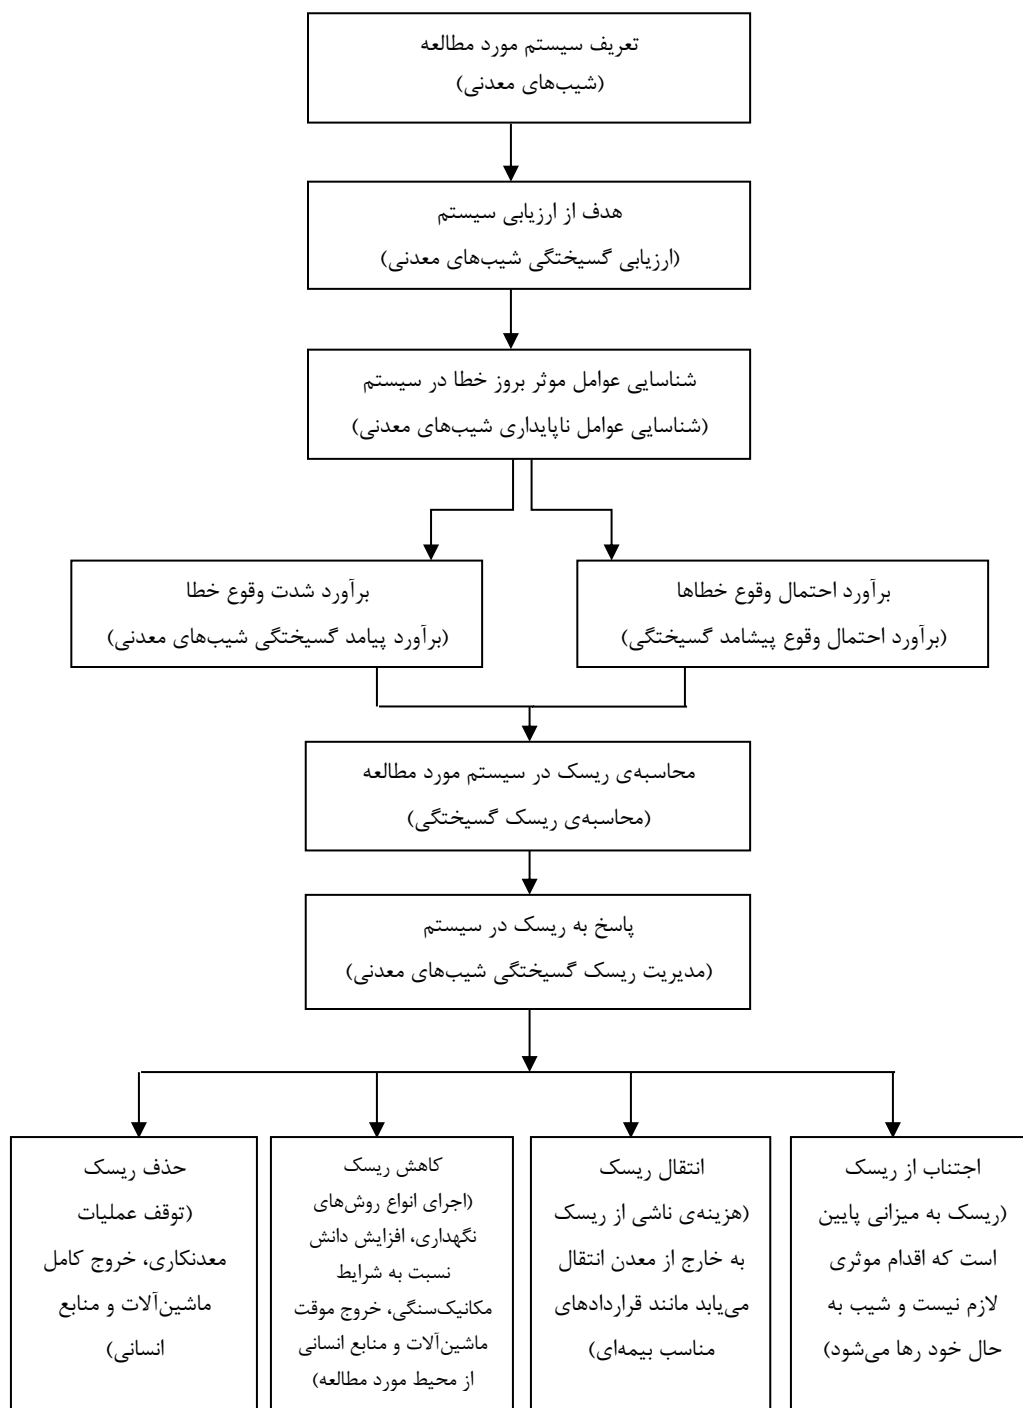 تعریف سیستم مورد مطالعه
(شیب‌های معدنی)
هدف از ارزیابی سیستم
(ارزیابی گسیختگی شیب‌های معدنی)
شناسایی عوامل موثر بروز خطا در سیستم
(شناسایی عوامل ناپایداری شیب‌های معدنی)
برآورد احتمال وقوع خطاها
(برآورد احتمال وقوع پیشامد گسیختگی)
برآورد شدت وقوع خطا
(برآورد پیامد گسیختگی شیب‌های معدنی)
محاسبه‌ی ریسک در سیستم مورد مطالعه
(محاسبه‌ی ریسک گسیختگی)
پاسخ به ریسک در سیستم
(مدیریت ریسک گسیختگی شیب‌های معدنی)
اجتناب از ریسک
(ریسک به میزانی پایین
است که اقدام موثری
لازم نیست و شیب به
حال خود رها می‌شود)
انتقال ریسک
(هزینه‌ی ناشی از ریسک
به خارج از معدن انتقال
می‌یابد مانند قراردادهای
مناسب بیمه‌ای)
کاهش ریسک
(اجرای انواع روش‌های
نگهداری، افزایش دانش
نسبت به شرایط
مکانیک‌سنگی، خروج موقت
ماشین‌آلات و منابع انسانی
از محیط مورد مطالعه)
حذف ریسک
(توقف عملیات
معدنکاری، خروج کامل
ماشین‌آلات و منابع
انسانی)